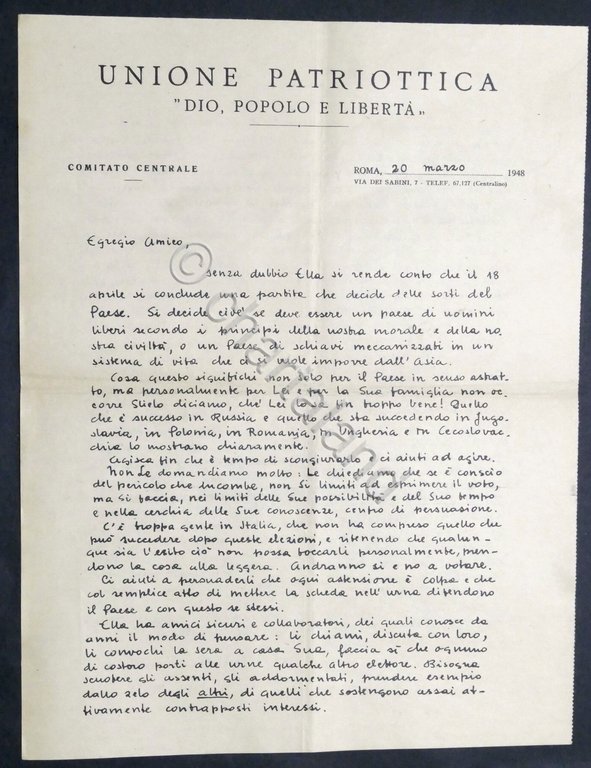 UNIONE PATRIOTTICA
"DIO, POPOLO E LIBERTÀ„
COMITATO CENTRALE
ROMA, 20 marzo 1948
VIA DEI SABINI, 7 - TELEF. 67,127 (Centralino)
Egregio Amico,
senza dubbio Ella si rende conto che il 18
aprile si conclude una partita che decide delle sorti del
Paese. Si decide cioè se deve essere un paese di uomini
liberi secondo i principi della nostra morale e della no
stra civiltà, o un Paese di schiavi meccanizzati in un
sistema di vita che ci si vuole imporre dall'Asia.
Cosa questo significhi non solo per il Paese in senso astrat-
to, ma personalmente per Lei e per la Sua famiglia non oc-
corre Glielo diciamo, chè Lei lo sa fin troppo bene! Quello
che è successo in Russia e quello che sta succedendo in Jugo-
slavia, in Polonia, in Romania, in Ungheria e in Cecoslovac-
chia lo mostrano chiaramente.
Agisca fin che è tempo di scongiurarlo e ci aiuti ad agire.
Non Le domandiamo molto: Le chiediamo che se è conscio
del pericolo che incombe, non Si limiti ad esprimere il voto,
ma Si faccia, nei limiti delle Sue possibilità e del Suo tempo
e nella cerchia delle Sue conoscenze, centro di persuasione.
C'è troppa gente in Italia, che non ha compreso quello che
può succedere dopo queste elezioni, e ritenendo che qualun-
que sia l'esito ciò non possa toccarli personalmente, pren-
dono la cosa alla leggera. Andranno sì e no a votare.
Ci aiuti a persuaderli che ogni astensione è colpa e che
col semplice atto di mettere la scheda nell'urna difendono
il Paese e con questo se stessi.
Ella ha amici sicuri e collaboratori, dei quali conosce da
anni il modo di pensare: li chiami, discuta con loro,
li convochi la sera a casa Sua, faccia sì che ognuno
di costoro porti alle urne qualche altro elettore. Bisogna
scuotere gli assenti, gli addormentati, prendere esempio
dallo zelo degli altri, di quelli che sostengono assai at-
tivamente contrapposti interessi.
© chartaland